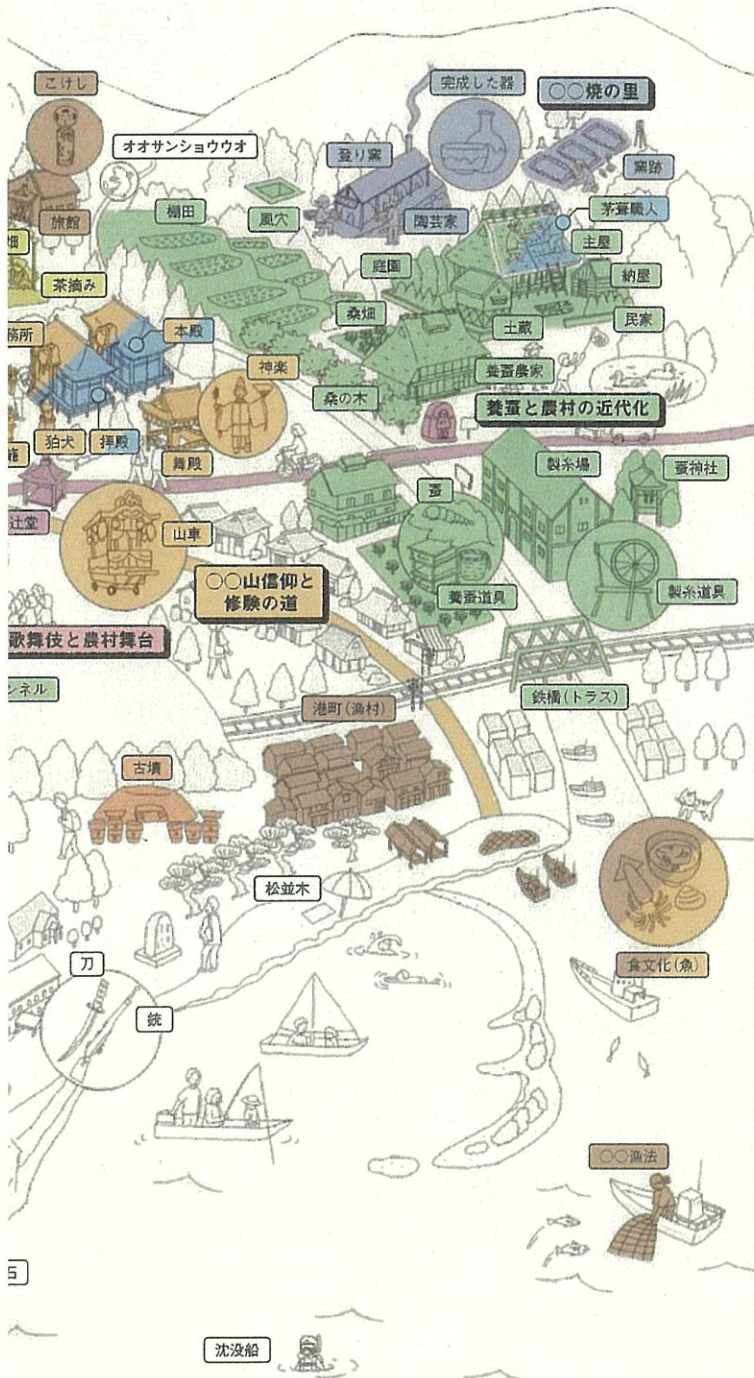 こけし
完成した器
○○焼の里
オオサンショウウオ
登り窯
窯跡
旅館
棚田
風穴
陶芸家
茅葺職人
主屋
畑
庭園
納屋
茶摘み
桑畑
土蔵
民家
務所
本殿
神楽
養蚕農家
桑の木
養蚕と農村の近代化
狛犬
拝殿
舞殿
製糸場
蚕神社
蚕
辻堂
山車
○○山信仰と
修験の道
養蚕道具
製糸道具
歌舞伎と農村舞台
ンネル
港町(漁村)
鉄橋(トラス)
古墳
松並木
食文化(魚)
刀
銃
○○漁法
沈没船